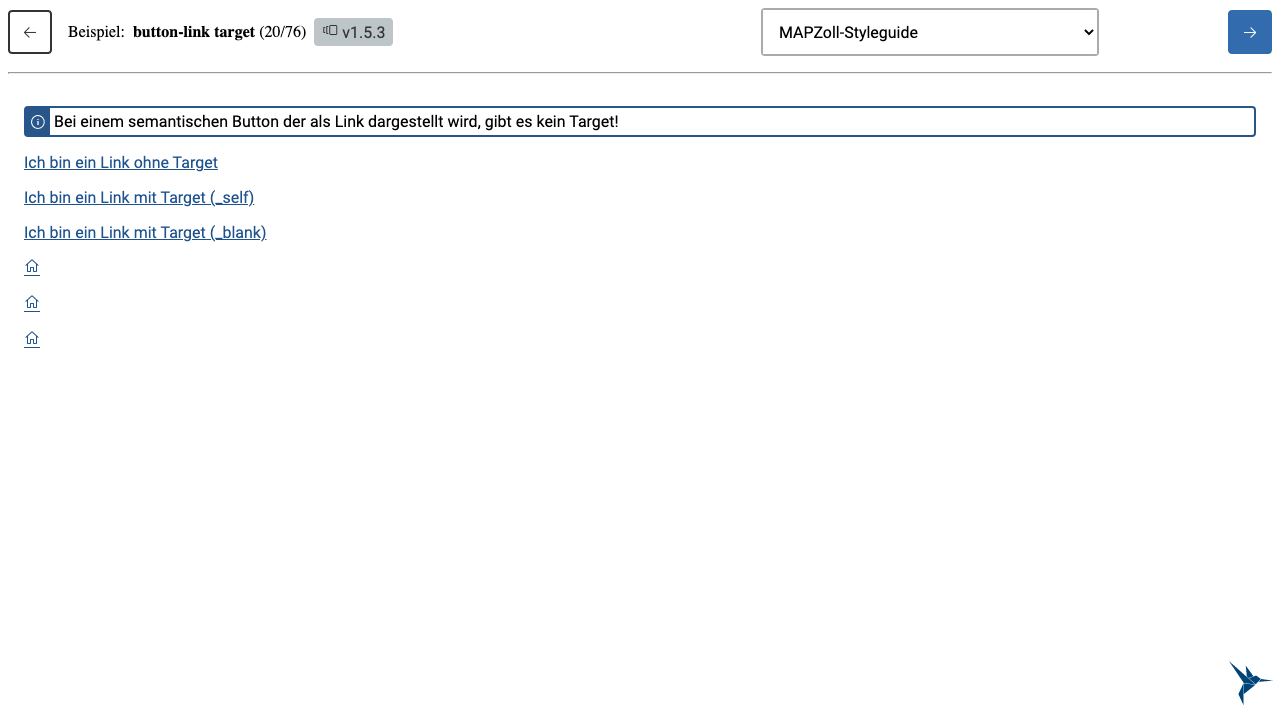 Beispiel: button-link target (20/76) v1.5.3 MAPZoll-Styleguide
Bei einem semantischen Button der als Link dargestellt wird, gibt es kein Target!
Ich bin ein Link ohne Target
Ich bin ein Link mit Target (_self)
Ich bin ein Link mit Target (_blank)